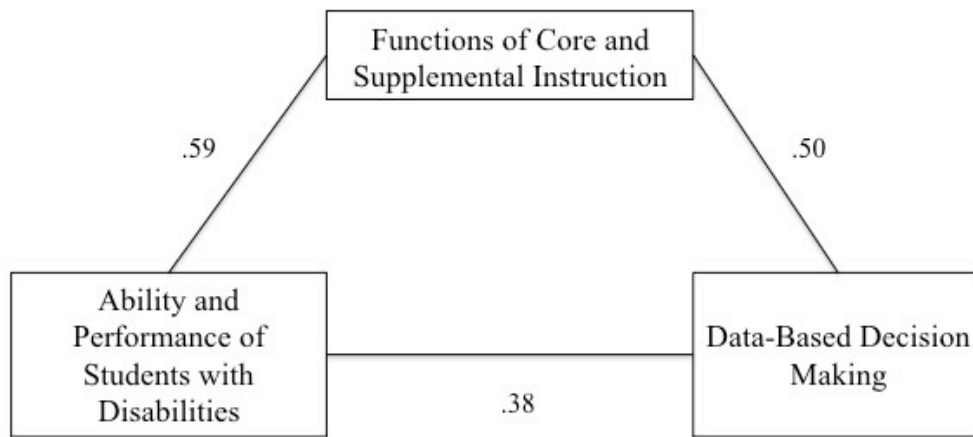 Functions of Core and
Supplemental Instruction
.59
.50
Ability and
Performance of
Students with
Disabilities
Data-Based Decision
Making
.38